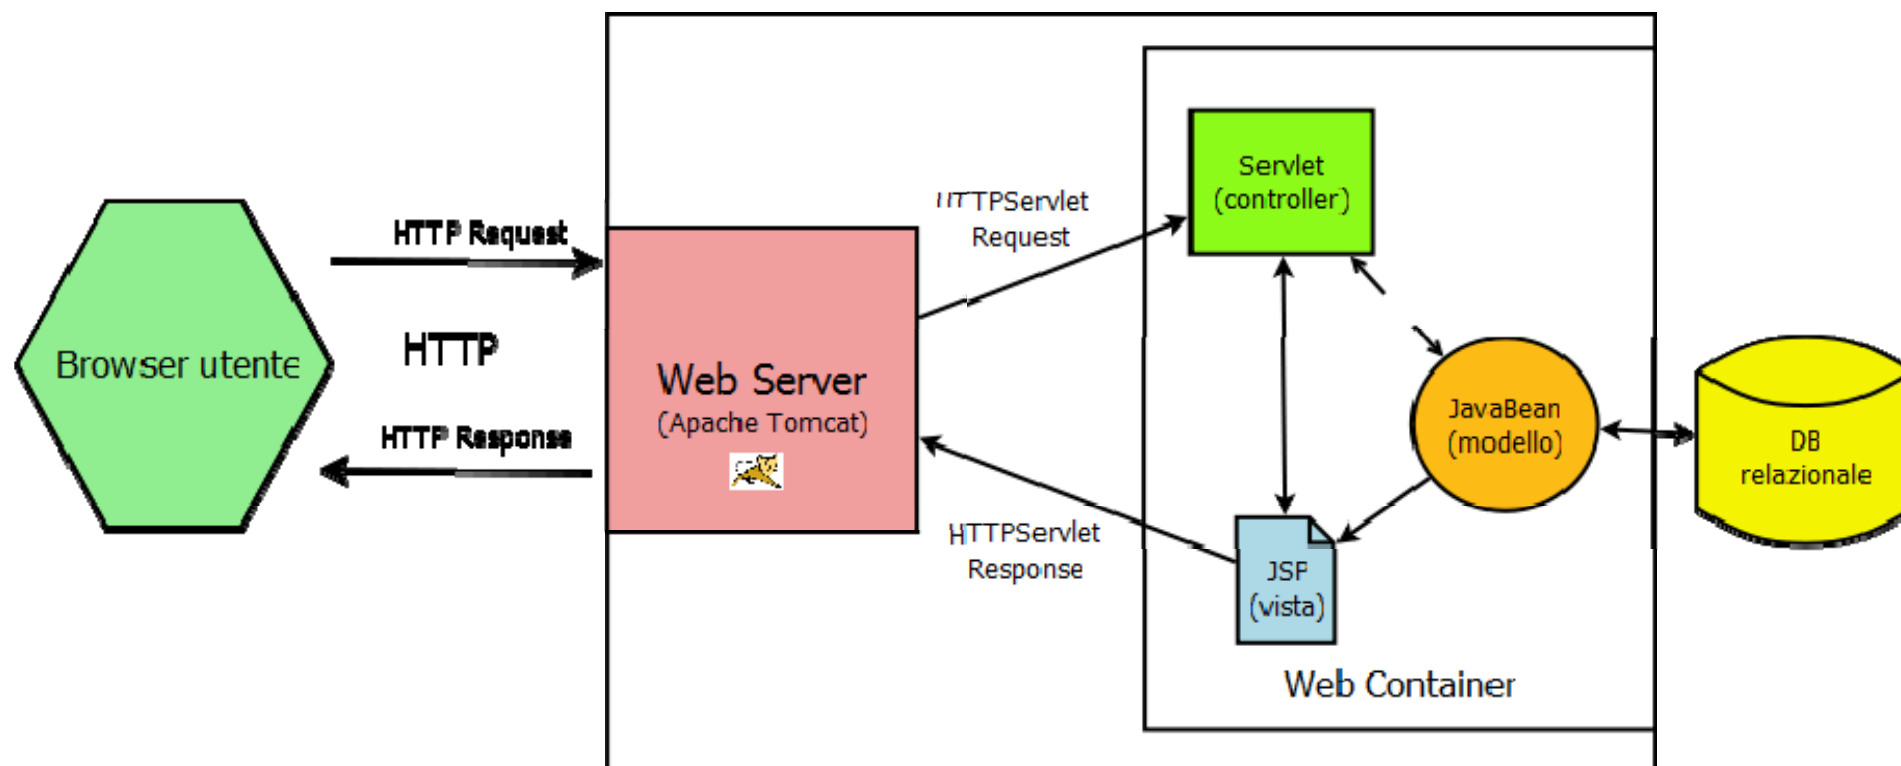 Browser utente
HTTP Request
HTTP
HTTP Response
Web Server
(Apache Tomcat)
HTTPServlet
Request
HTTPServlet
Response
Servlet
(controller)
JavaBean
(modello)
JSP
(vista)
Web Container
DB
relazionale